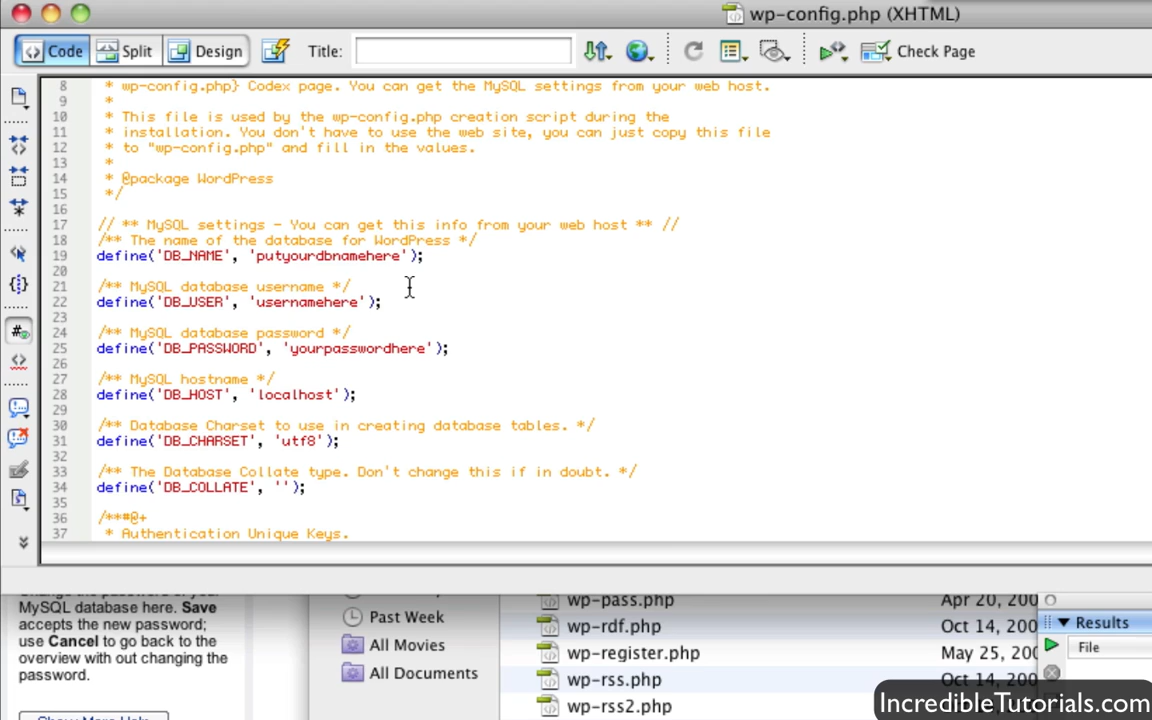 wp-config.php (XHTML)
Code Split Design Title: Check Page
8 * wp-config.php} Codex page. You can get the MySQL settings from your web host.
9 *
10 * This file is used by the wp-config.php creation script during the
11 * installation. You don't have to use the web site, you can just copy this file
12 * to "wp-config.php" and fill in the values.
13 *
14 * @package WordPress
15 */
16
17 // ** MySQL settings - You can get this info from your web host ** //
18 /** The name of the database for WordPress */
19 define('DB_NAME', 'putyourdbnamehere');
20
21 /** MySQL database username */
22 define('DB_USER', 'usernamehere');
23
24 /** MySQL database password */
25 define('DB_PASSWORD', 'yourpasswordhere');
26
27 /** MySQL hostname */
28 define('DB_HOST', 'localhost');
29
30 /** Database Charset to use in creating database tables. */
31 define('DB_CHARSET', 'utf8');
32
33 /** The Database Collate type. Don't change this if in doubt. */
34 define('DB_COLLATE', '');
35
36 /**#@+
37 * Authentication Unique Keys.
MySQL database here. Save
accepts the new password;
use Cancel to go back to the
overview with out changing the
password.
Past Week
All Movies
All Documents
wp-pass.php Apr 20, 200
wp-rdf.php Oct 14, 200
wp-register.php May 25, 200
wp-rss.php Oct 14, 200
wp-rss2.php
Results
File
IncredibleTutorials.com